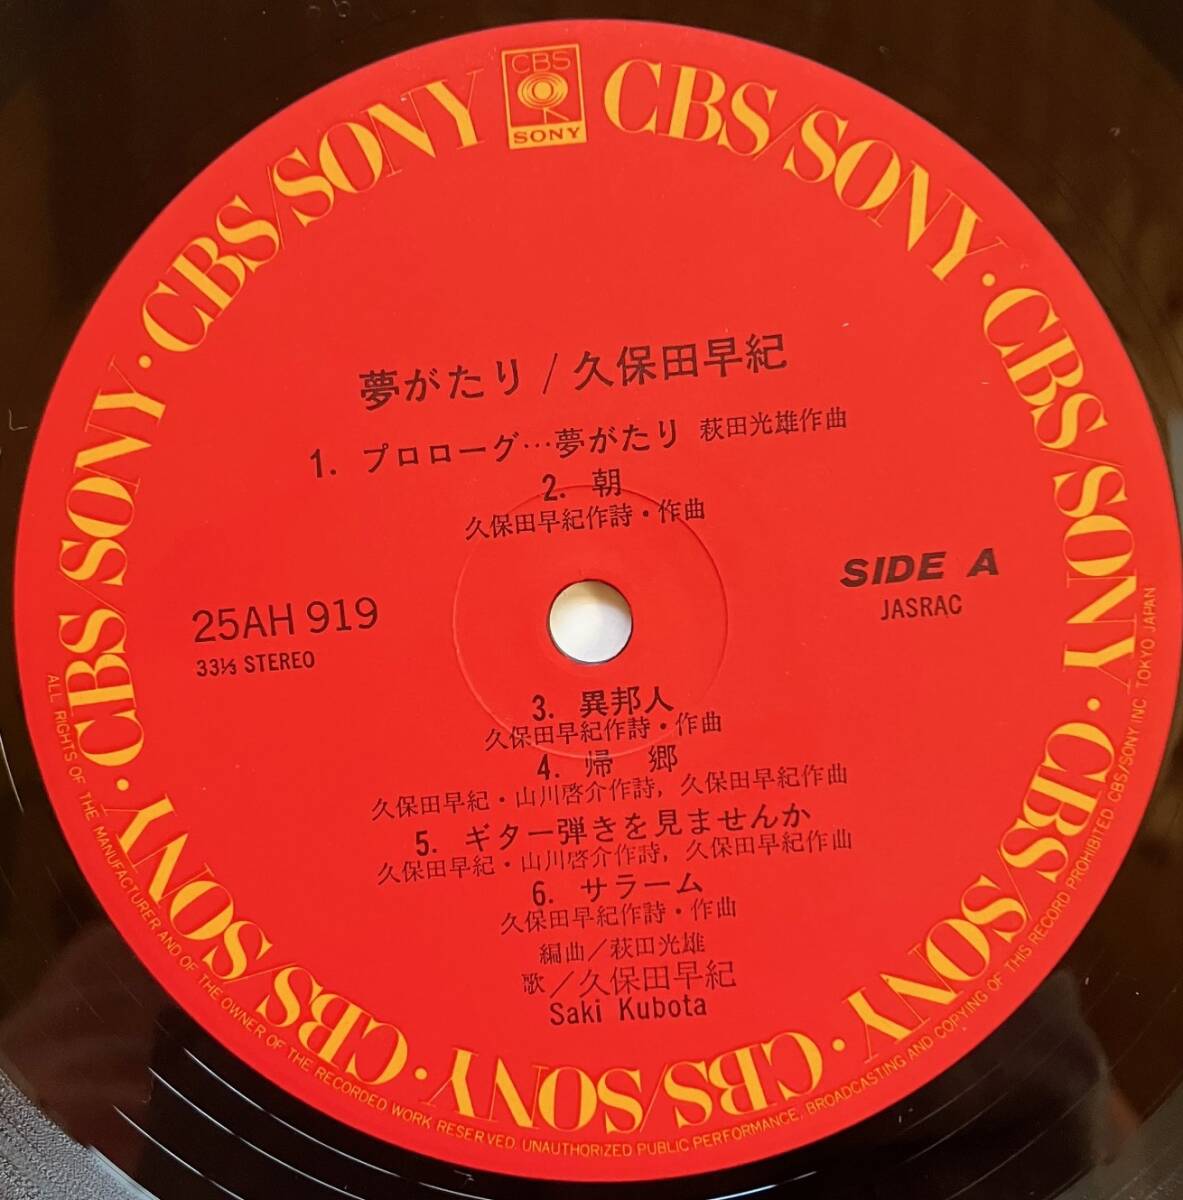 CBS
SONY
CBS/SONY · CBS/SONY · CBS/SONY · CBS/SONY · CBS/SONY · CBS/SONY · CBS/SONY · CBS/SONY
夢がたり / 久保田早紀
1. プロローグ…夢がたり 萩田光雄作曲
2. 朝
久保田早紀作詩・作曲
SIDE A
JASRAC
25AH 919
33⅓ STEREO
3. 異邦人
久保田早紀作詩・作曲
4. 帰 郷
久保田早紀・山川啓介作詩, 久保田早紀作曲
5. ギター弾きを見ませんか
久保田早紀・山川啓介作詩, 久保田早紀作曲
6. サラーム
久保田早紀作詩・作曲
編曲/萩田光雄
歌/久保田早紀
Saki Kubota
ALL RIGHTS OF THE MANUFACTURER AND OF THE OWNER OF THE RECORDED WORK RESERVED. UNAUTHORIZED PUBLIC PERFORMANCE, BROADCASTING AND COPYING OF THIS RECORD PROHIBITED CBS/SONY INC TOKYO JAPAN